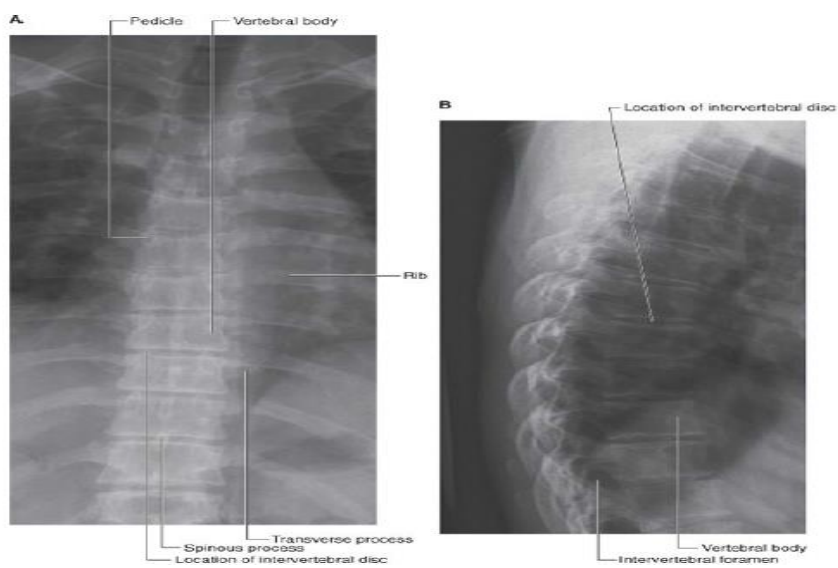 A.
Pedicle
Vertebral body
Rib
Transverse process
Spinous process
Location of intervertebral disc
B
Location of intervertebral disc
Vertebral body
Intervertebral foramen